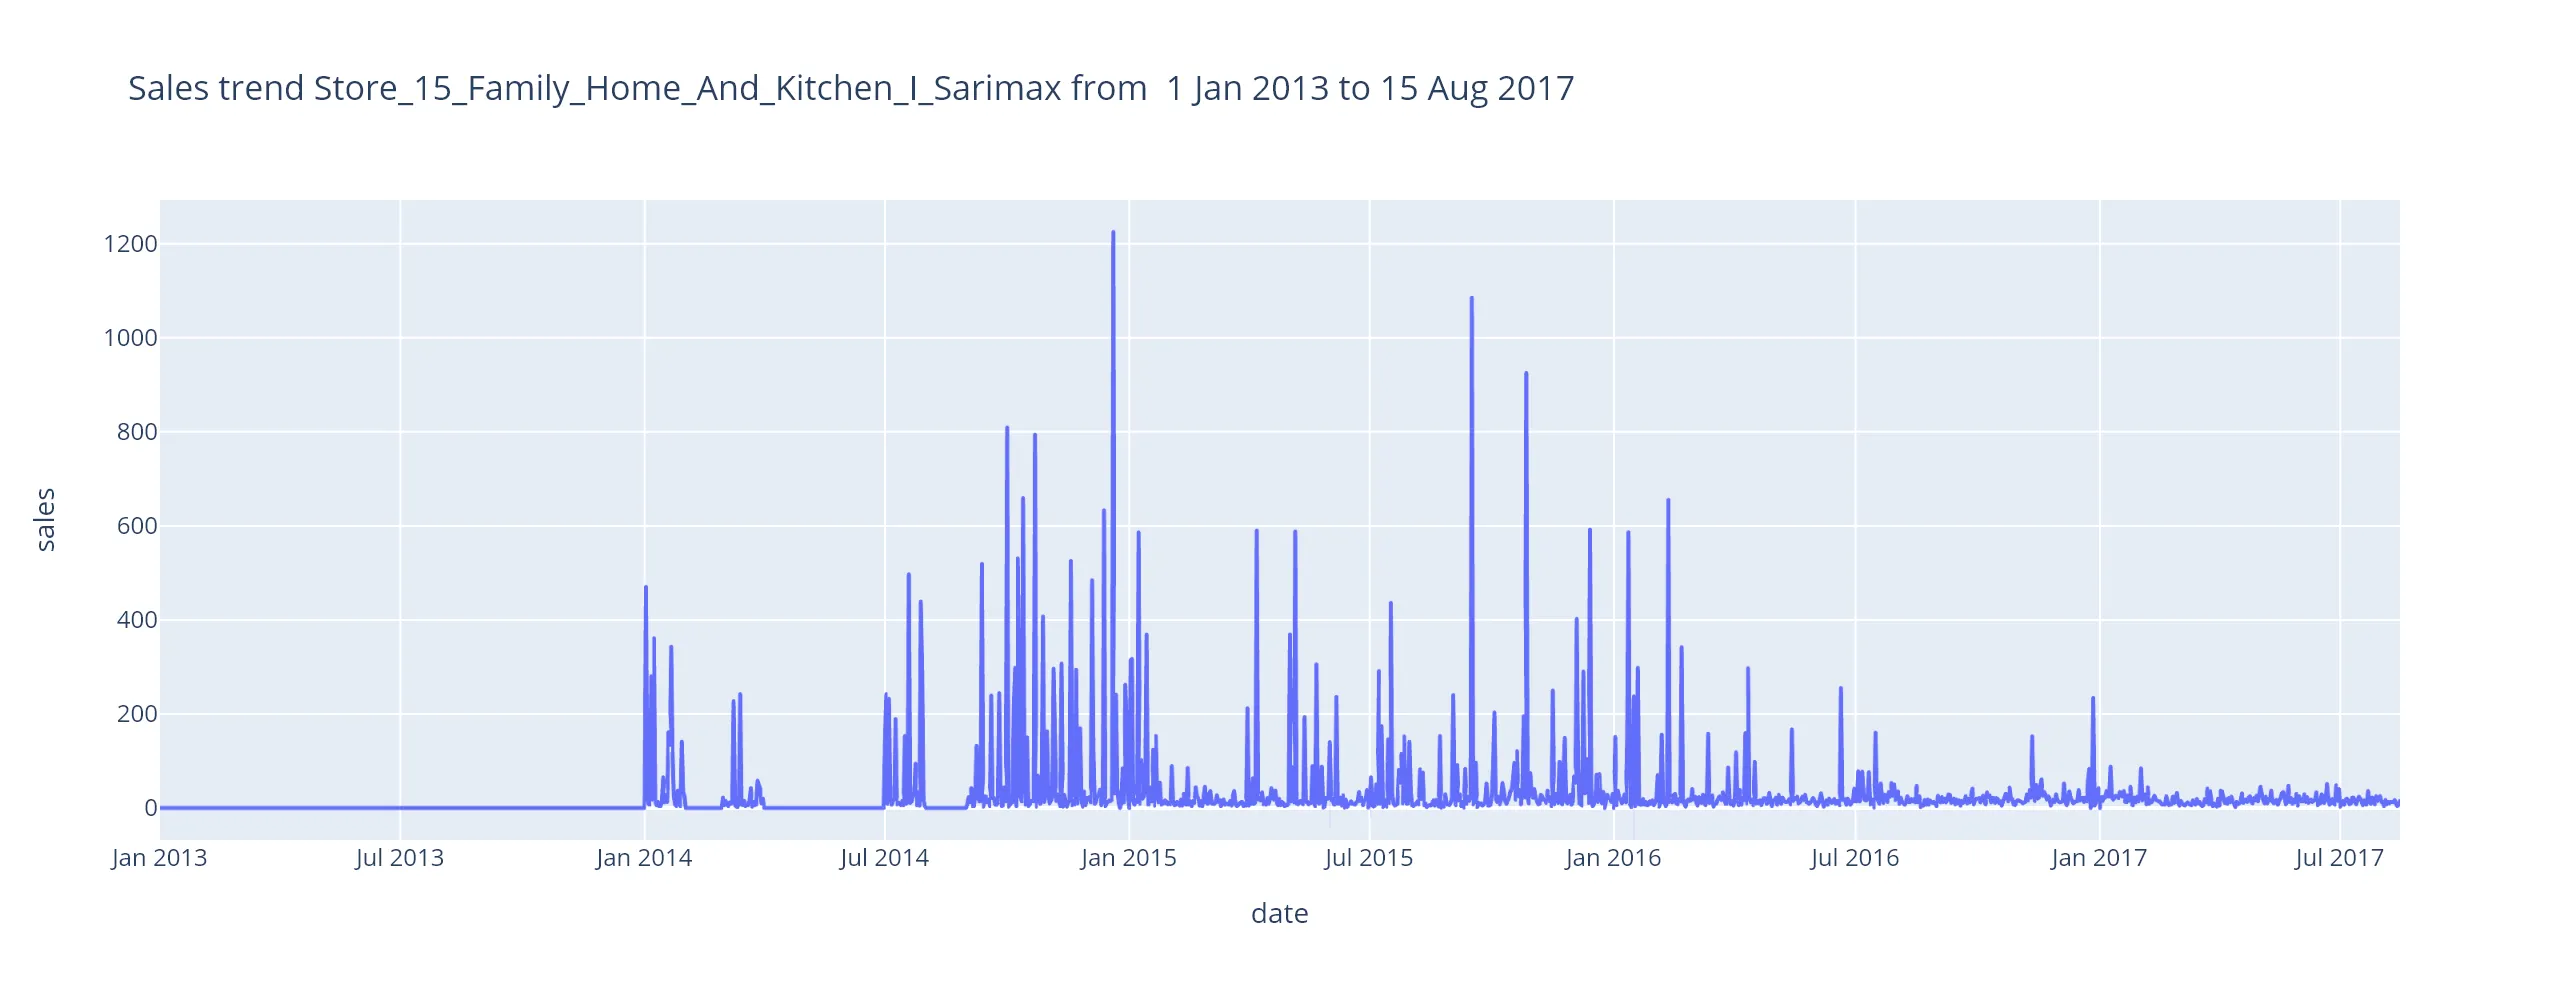 Sales trend Store_15_Family_Home_And_Kitchen_I_Sarimax from  1 Jan 2013 to 15 Aug 2017
1200
1000
800
600
400
200
0
sales
Jan 2013 Jul 2013 Jan 2014 Jul 2014 Jan 2015 Jul 2015 Jan 2016 Jul 2016 Jan 2017 Jul 2017
date